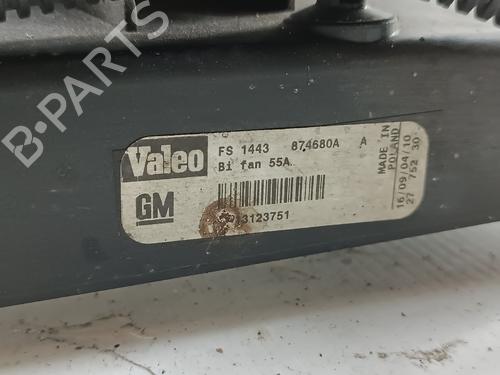 B-PARTS
Valeo
FS 1443 874680A A
Bi fan 55A
GM
13123751
MADE IN
POLAND
16/09/04/10
27 752 30